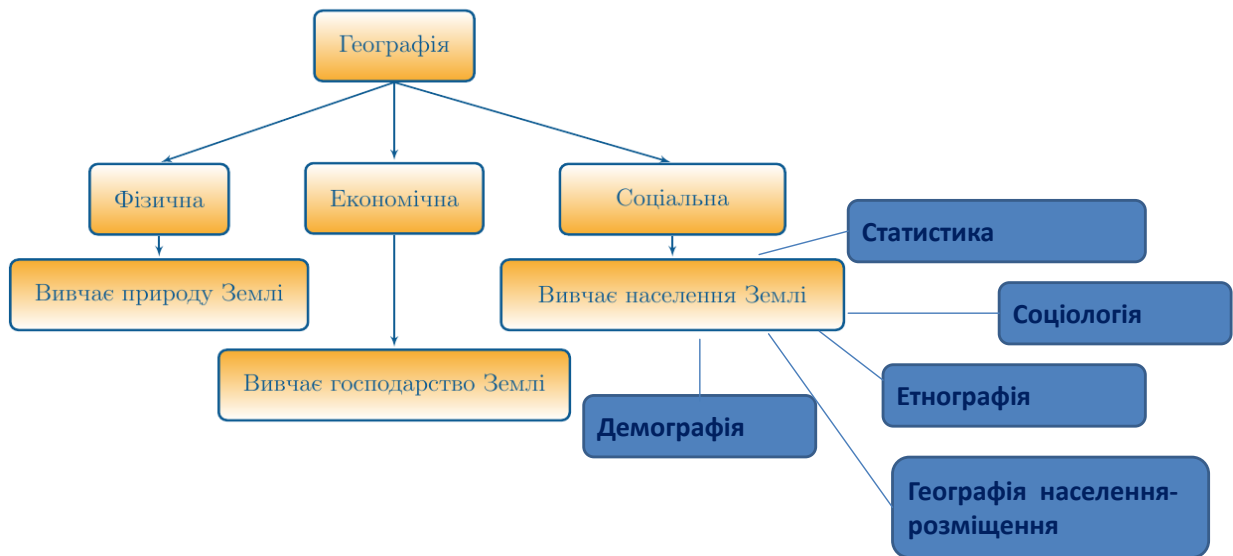 Географія
Фізична
Економічна
Соціальна
Статистика
Вивчає природу Землі
Вивчає населення Землі
Соціологія
Вивчає господарство Землі
Етнографія
Демографія
Географія населення-
розміщення